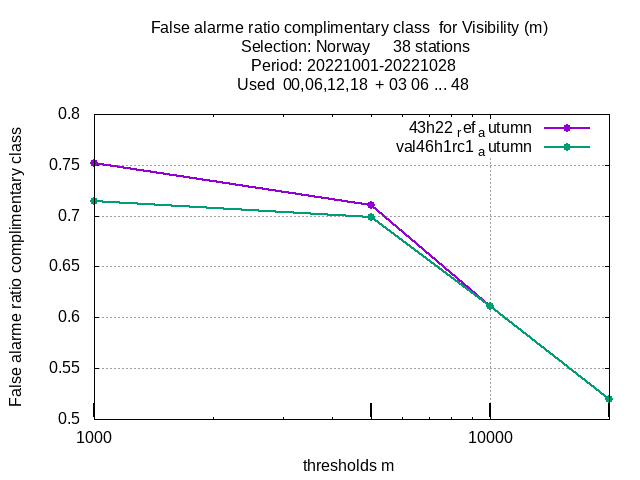 False alarme ratio complimentary class  for Visibility (m)
Selection: Norway     38 stations
Period: 20221001-20221028
Used  00,06,12,18  + 03 06 ... 48
0.8
43h22 ref a utumn
val46h1rc1 a utumn
0.75
0.7
0.65
0.6
0.55
0.5
False alarme ratio complimentary class
1000
10000
thresholds m